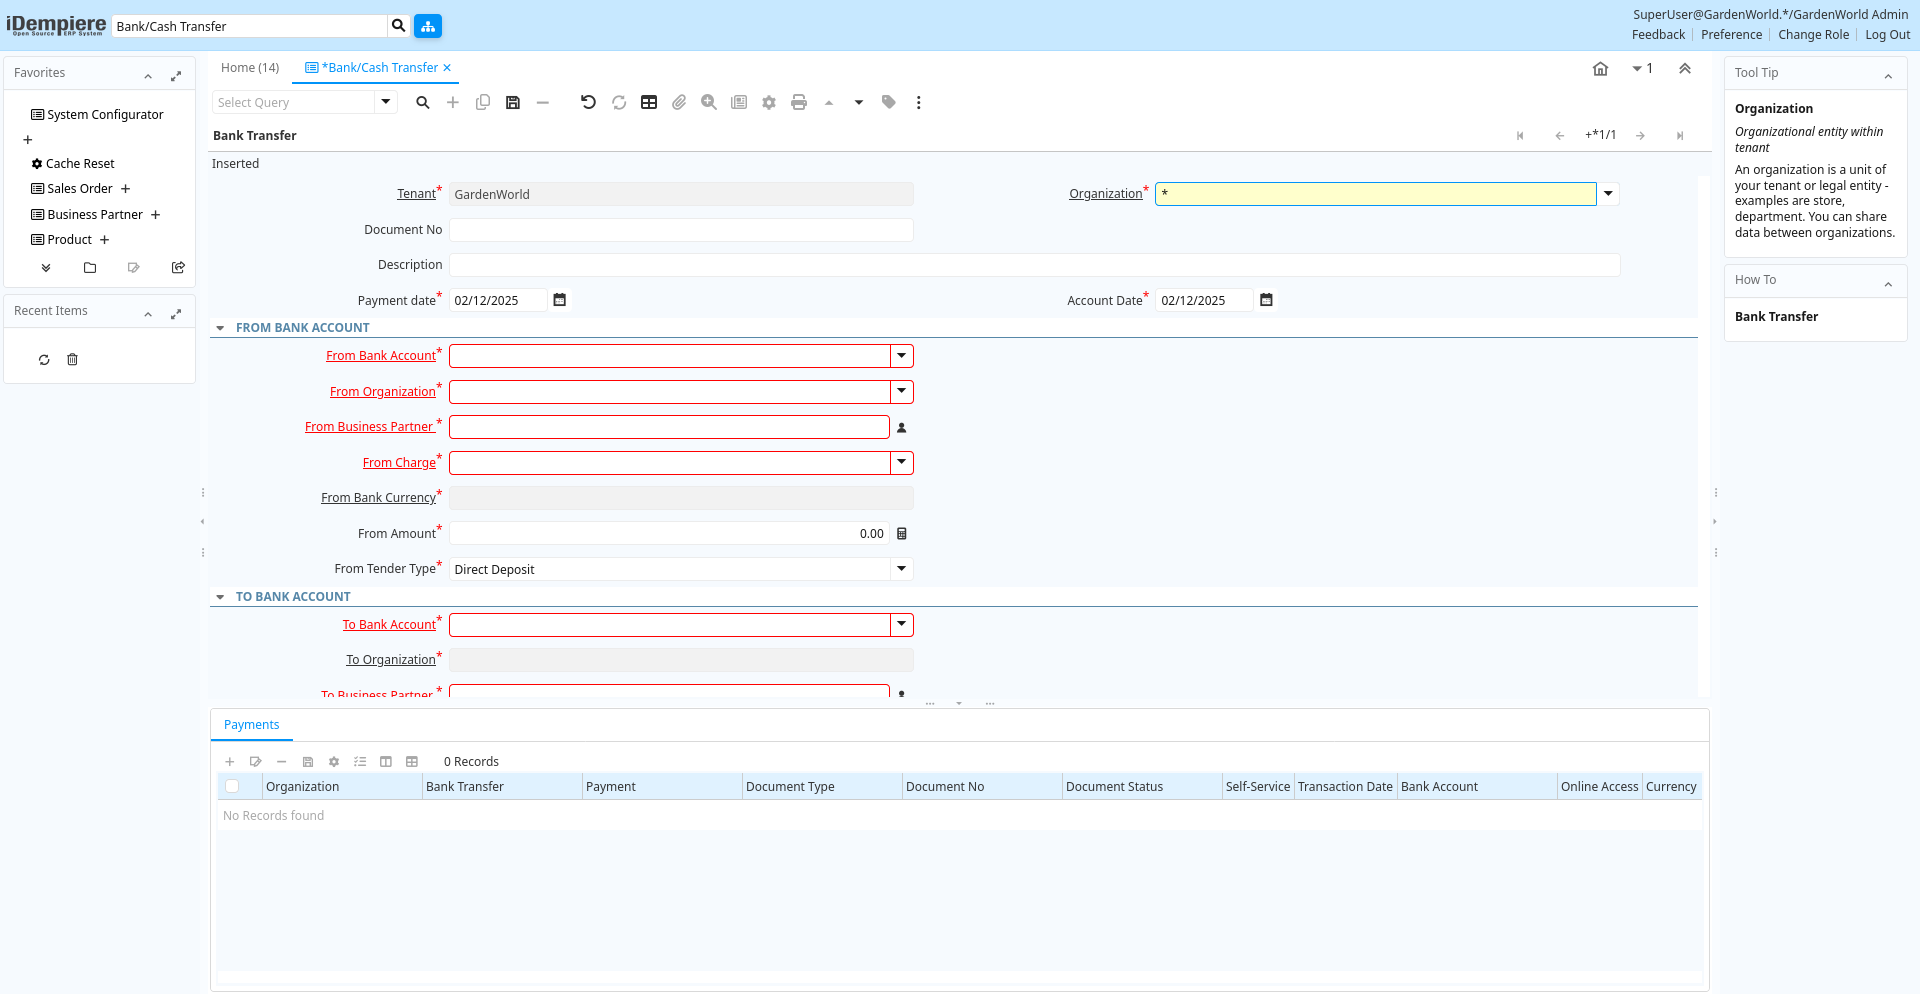 iDempiere
Open Source ERP System
Bank/Cash Transfer
SuperUser@GardenWorld.*/GardenWorld Admin
Feedback Preference Change Role Log Out
Favorites
System Configurator
Cache Reset
Sales Order
Business Partner
Product
Recent Items
Home (14)
*Bank/Cash Transfer
1
Select Query
Bank Transfer
+*1/1
Inserted
Tenant* GardenWorld
Organization* *
Document No
Description
Payment date* 02/12/2025
Account Date* 02/12/2025
FROM BANK ACCOUNT
From Bank Account*
From Organization*
From Business Partner *
From Charge*
From Bank Currency*
From Amount* 0.00
From Tender Type* Direct Deposit
TO BANK ACCOUNT
To Bank Account*
To Organization*
To Business Partner *
Payments
0 Records
Organization Bank Transfer Payment Document Type Document No Document Status Self-Service Transaction Date Bank Account Online Access Currency
No Records found
Tool Tip
Organization
Organizational entity within
tenant
An organization is a unit of
your tenant or legal entity -
examples are store,
department. You can share
data between organizations.
How To
Bank Transfer